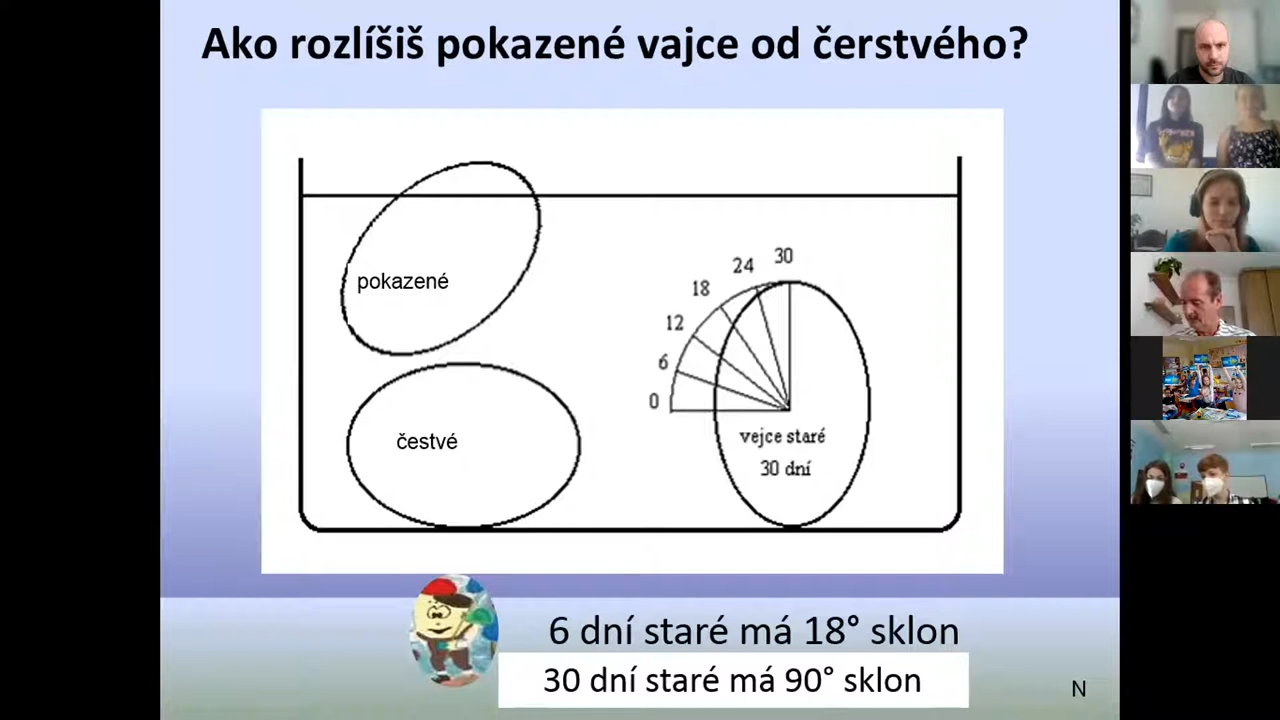 Ako rozlíšiš pokazené vajce od čerstvého?
pokazené
30
24
18
12
6
0
čestvé
vejce staré
30 dní
6 dní staré má 18° sklon
30 dní staré má 90° sklon
N